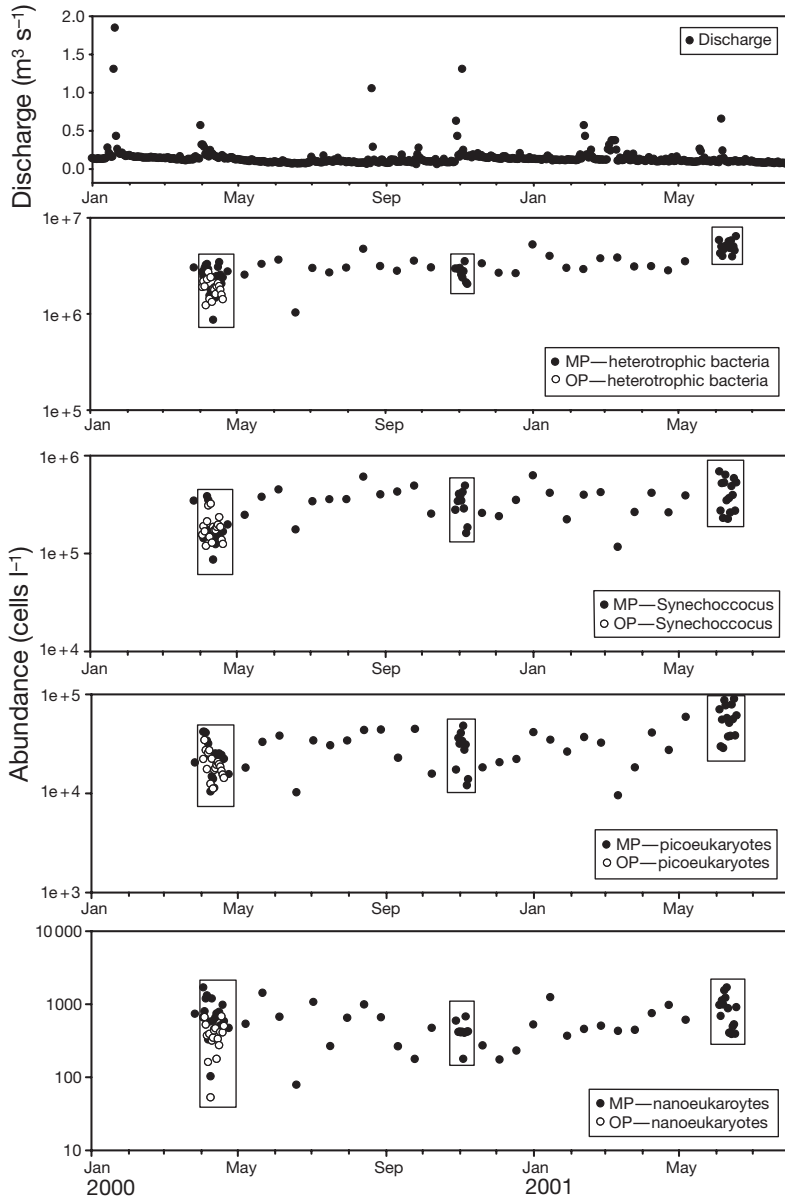 Discharge (m³ s⁻¹)
2.0
1.5
1.0
0.5
0.0
Discharge
Jan May Sep Jan May
Abundance (cells l⁻¹)
1e+7
1e+6
1e+5
MP—heterotrophic bacteria
OP—heterotrophic bacteria
Jan May Sep Jan May
1e+6
1e+5
1e+4
MP—Synechoccocus
OP—Synechoccocus
Jan May Sep Jan May
1e+5
1e+4
1e+3
MP—picoeukaryotes
OP—picoeukaryotes
Jan May Sep Jan May
10 000
1000
100
10
MP—nanoeukaroytes
OP—nanoeukaryotes
Jan May Sep Jan May
2000 2001